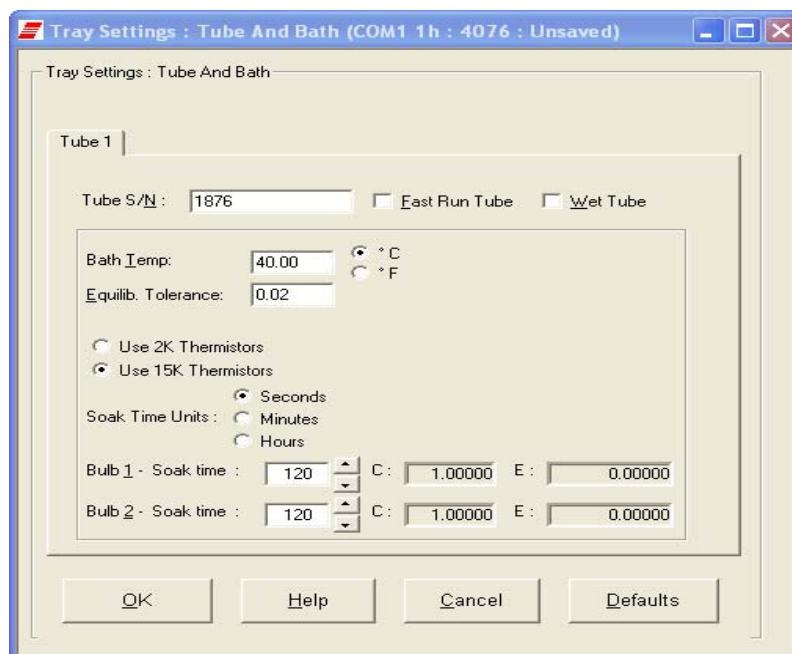 Tray Settings : Tube And Bath (COM1 1h : 4076 : Unsaved)
Tray Settings : Tube And Bath
Tube 1
Tube S/N : 1876 Fast Run Tube Wet Tube
Bath Temp: 40.00 ° C
° F
Equilib. Tolerance: 0.02
Use 2K Thermistors
Use 15K Thermistors
Seconds
Soak Time Units : Minutes
Hours
Bulb 1 - Soak time : 120 C : 1.00000 E : 0.00000
Bulb 2 - Soak time : 120 C : 1.00000 E : 0.00000
OK Help Cancel Defaults